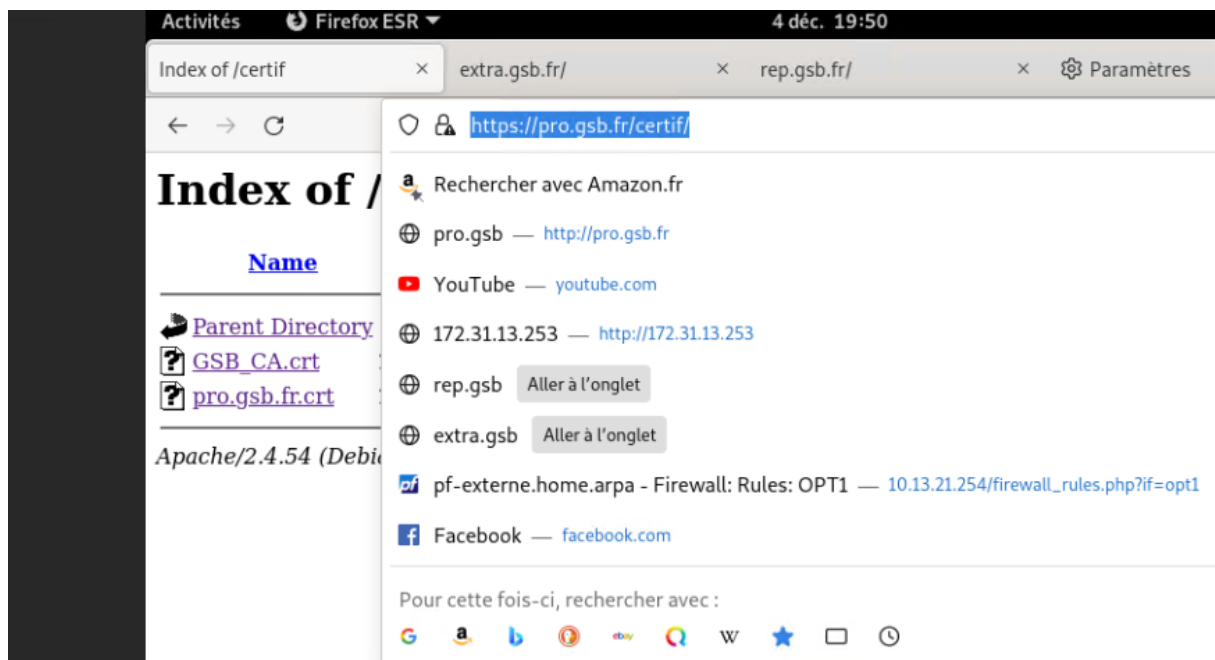 Activités Firefox ESR 4 déc. 19:50
Index of /certif × extra.gsb.fr/ × rep.gsb.fr/ × Paramètres
https://pro.gsb.fr/certif/
Index of /
Name
Parent Directory
GSB_CA.crt
pro.gsb.fr.crt
Apache/2.4.54 (Debi
Rechercher avec Amazon.fr
pro.gsb — http://pro.gsb.fr
YouTube — youtube.com
172.31.13.253 — http://172.31.13.253
rep.gsb Aller à l'onglet
extra.gsb Aller à l'onglet
pf-externe.home.arpa - Firewall: Rules: OPT1 — 10.13.21.254/firewall_rules.php?if=opt1
Facebook — facebook.com
Pour cette fois-ci, rechercher avec :